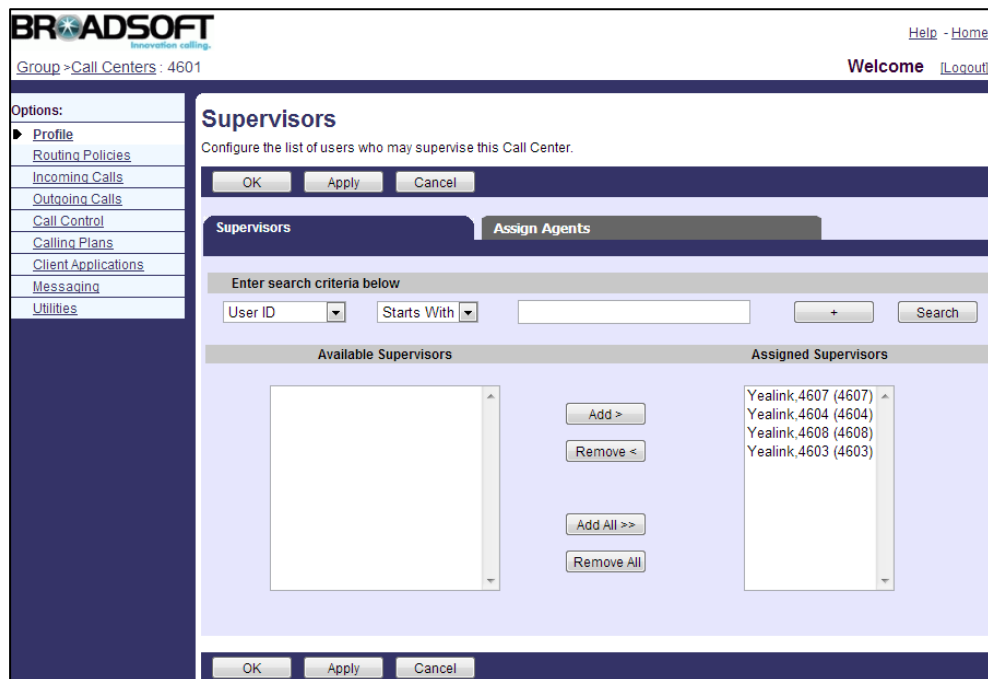 BROADSOFT
Innovation calling.
Help - Home
Group >Call Centers : 4601
Welcome [Logout]
Options:
Profile
Routing Policies
Incoming Calls
Outgoing Calls
Call Control
Calling Plans
Client Applications
Messaging
Utilities
Supervisors
Configure the list of users who may supervise this Call Center.
OK Apply Cancel
Supervisors Assign Agents
Enter search criteria below
User ID Starts With + Search
Available Supervisors Assigned Supervisors
Add >
Remove <
Add All >>
Remove All
Yealink,4607 (4607)
Yealink,4604 (4604)
Yealink,4608 (4608)
Yealink,4603 (4603)
OK Apply Cancel